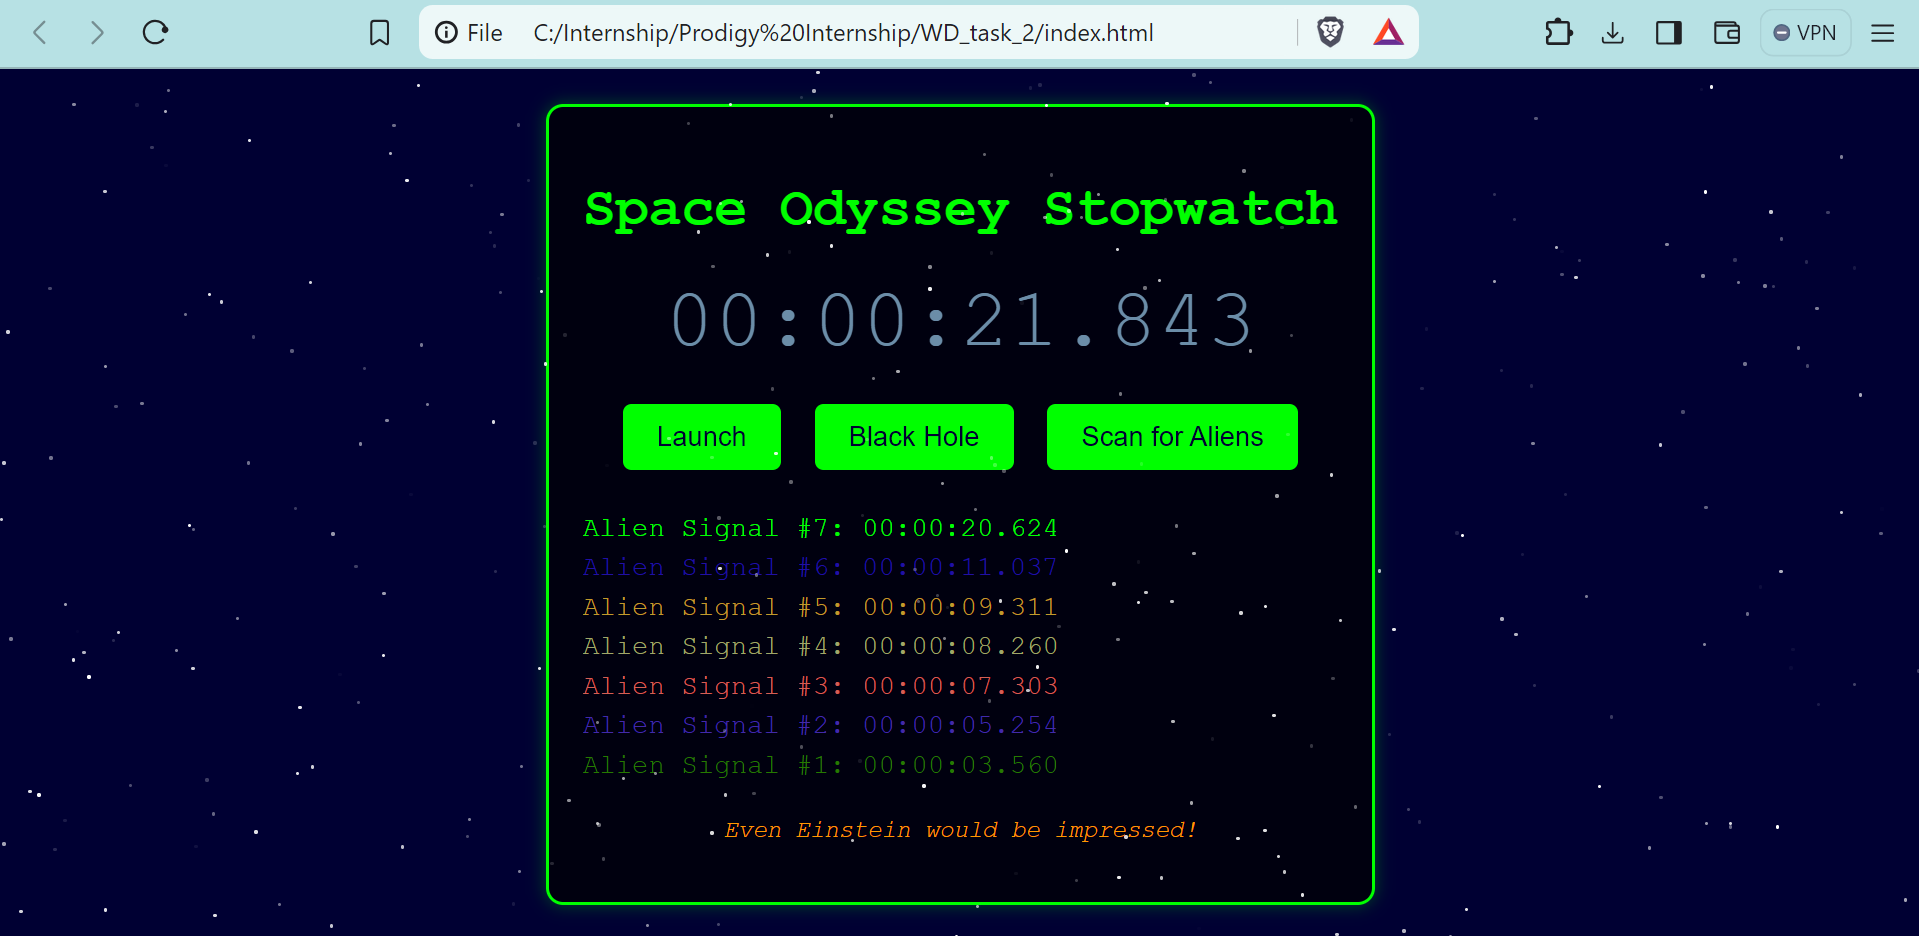 File C:/Internship/Prodigy%20Internship/WD_task_2/index.html VPN
Space Odyssey Stopwatch
00:00:21.843
Launch Black Hole Scan for Aliens
Alien Signal #7: 00:00:20.624
Alien Signal #6: 00:00:11.037
Alien Signal #5: 00:00:09.311
Alien Signal #4: 00:00:08.260
Alien Signal #3: 00:00:07.303
Alien Signal #2: 00:00:05.254
Alien Signal #1: 00:00:03.560
Even Einstein would be impressed!